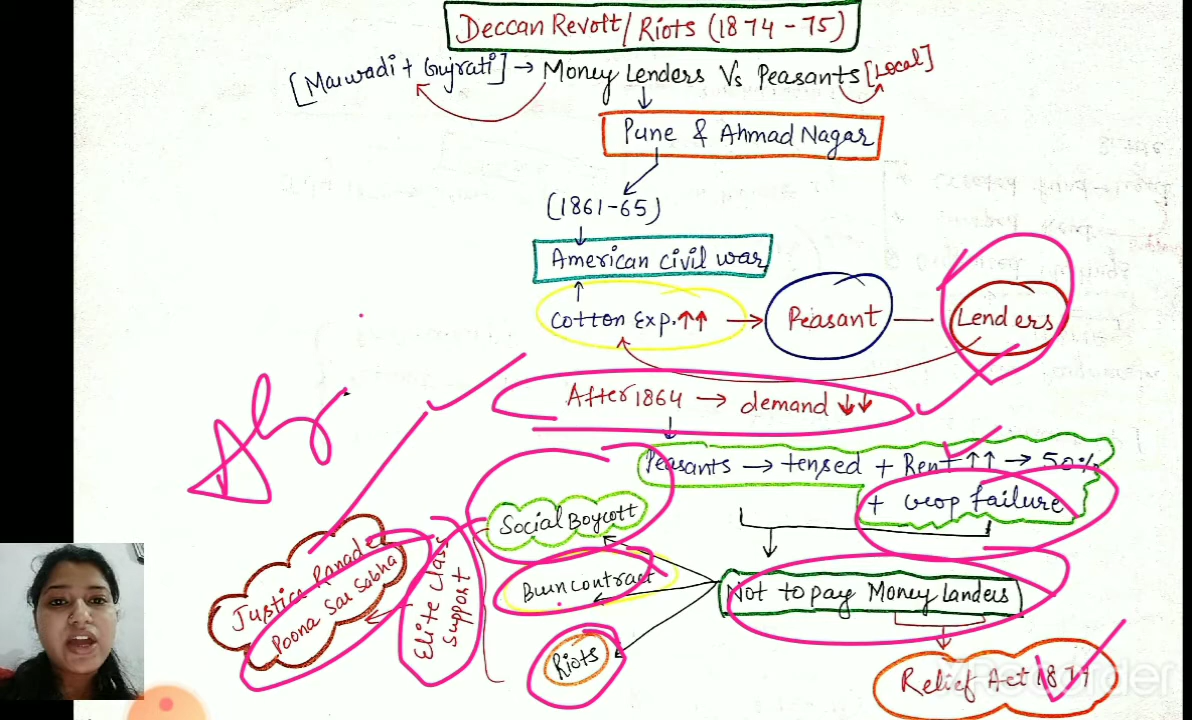 Deccan Revolt/Riots (1874-75)
[Marwadi + Gujrati] → Money Lenders Vs Peasants [Local]
Pune & Ahmad Nagar
(1861-65)
American civil war
Cotton Exp. ↑↑ → Peasant — Lenders
After 1864 → demand ↓↓
Peasants → tensed + Rent ↑↑ → 50%
+ crop failure
Social Boycott
Burn contract
Riots
Not to pay Money Landers
Elite Class
Support
Justice Ranade
Poona Sar Sabha
Relief Act
XRecorder